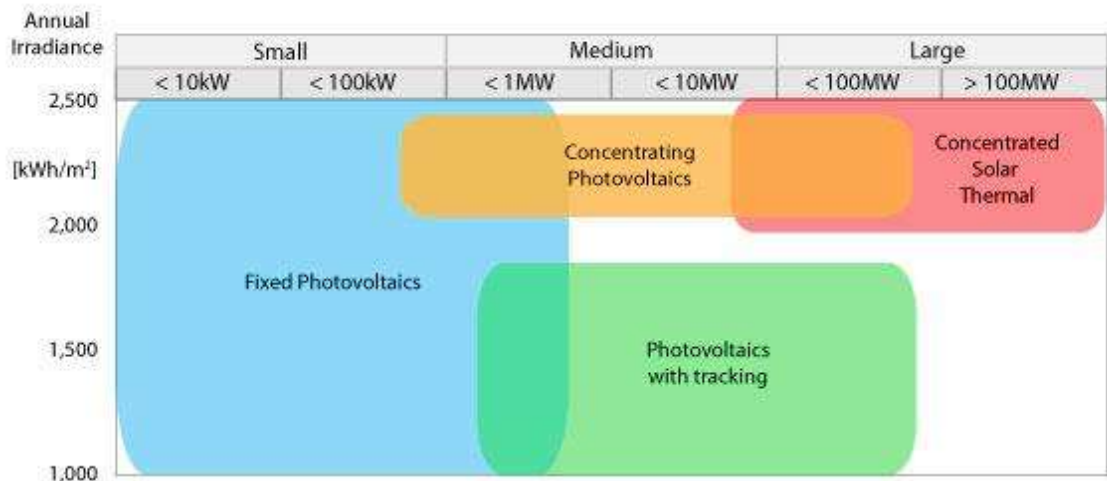 Annual
Irradiance
Small Medium Large
< 10kW < 100kW < 1MW < 10MW < 100MW > 100MW
2,500
[kWh/m²]
Concentrating
Photovoltaics
Concentrated
Solar
Thermal
2,000
Fixed Photovoltaics
1,500
Photovoltaics
with tracking
1,000